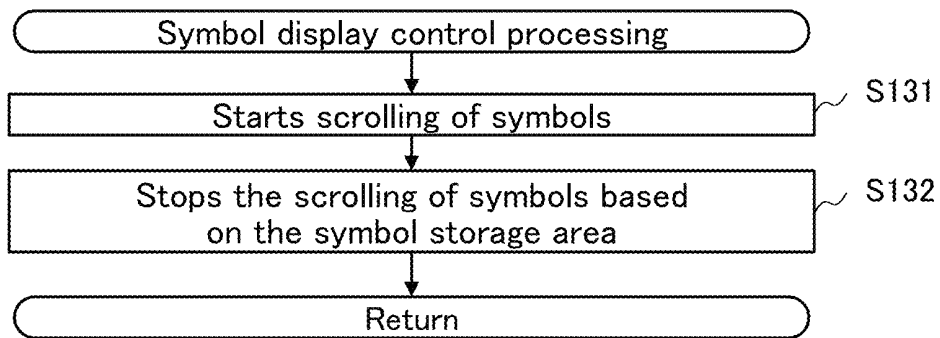 Symbol display control processing
Starts scrolling of symbols
S131
Stops the scrolling of symbols based
on the symbol storage area
S132
Return